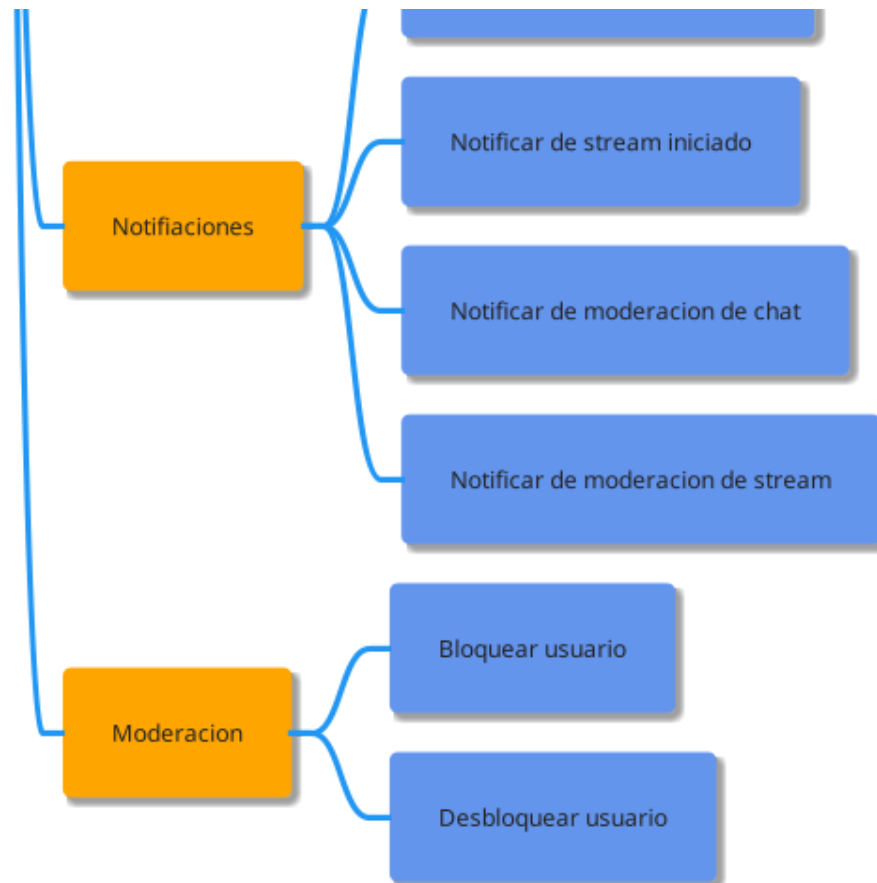 Notificar de stream iniciado
Notifiaciones
Notificar de moderacion de chat
Notificar de moderacion de stream
Bloquear usuario
Moderacion
Desbloquear usuario